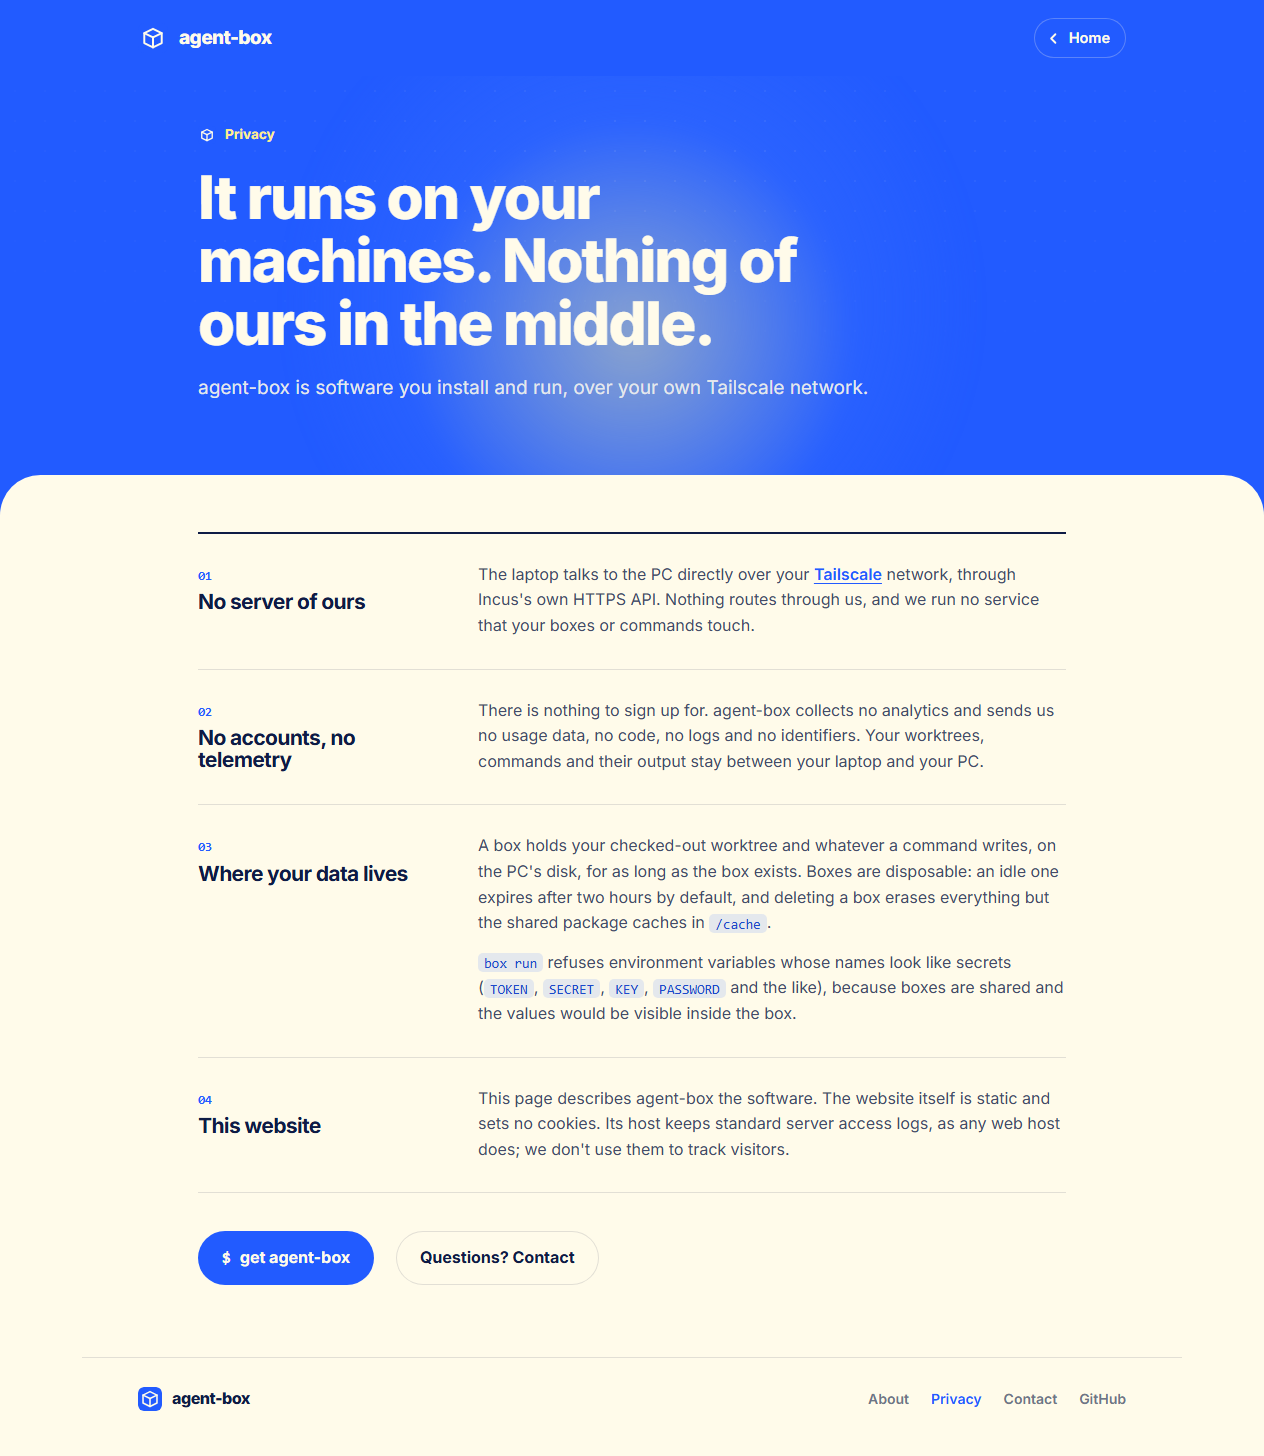 agent-box
Home
Privacy
It runs on your
machines. Nothing of
ours in the middle.
agent-box is software you install and run, over your own Tailscale network.
01
No server of ours
The laptop talks to the PC directly over your Tailscale network, through
Incus's own HTTPS API. Nothing routes through us, and we run no service
that your boxes or commands touch.
02
No accounts, no
telemetry
There is nothing to sign up for. agent-box collects no analytics and sends us
no usage data, no code, no logs and no identifiers. Your worktrees,
commands and their output stay between your laptop and your PC.
03
Where your data lives
A box holds your checked-out worktree and whatever a command writes, on
the PC's disk, for as long as the box exists. Boxes are disposable: an idle one
expires after two hours by default, and deleting a box erases everything but
the shared package caches in /cache.
box run refuses environment variables whose names look like secrets
(TOKEN, SECRET, KEY, PASSWORD and the like), because boxes are shared and
the values would be visible inside the box.
04
This website
This page describes agent-box the software. The website itself is static and
sets no cookies. Its host keeps standard server access logs, as any web host
does; we don't use them to track visitors.
$ get agent-box
Questions? Contact
agent-box
About Privacy Contact GitHub